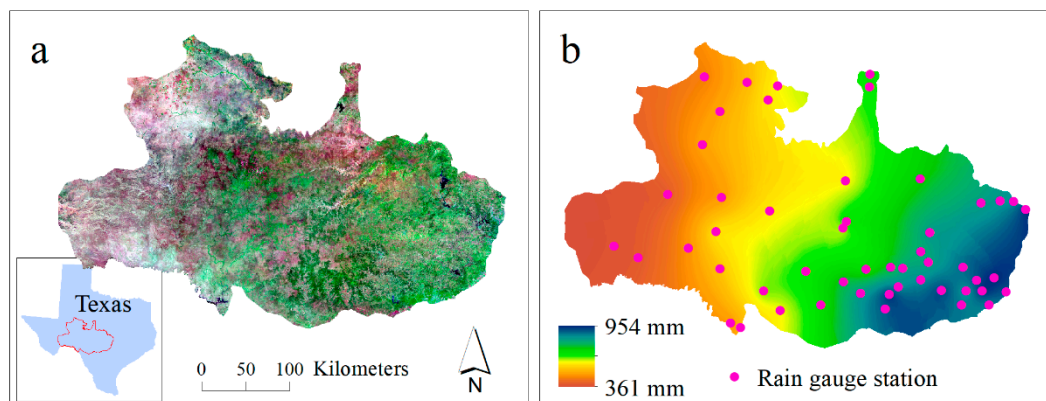 a
Texas
0 50 100 Kilometers
N
b
954 mm
361 mm
Rain gauge station